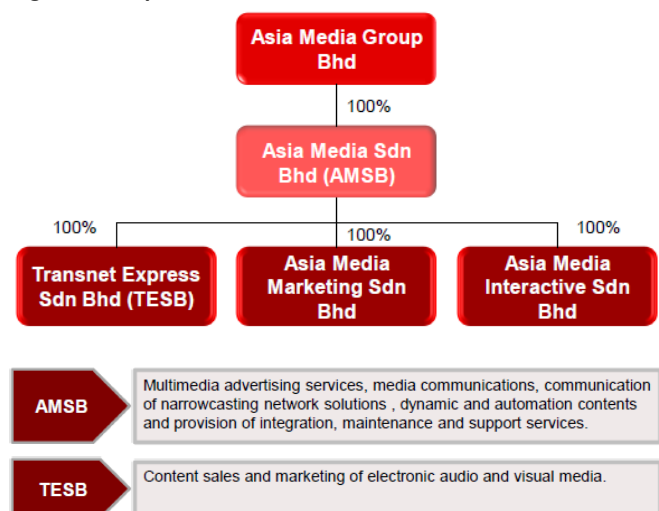 Asia Media Group
Bhd
100%
Asia Media Sdn
Bhd (AMSB)
100%
100%
100%
Transnet Express
Sdn Bhd (TESB)
Asia Media
Marketing Sdn
Bhd
Asia Media
Interactive Sdn
Bhd
AMSB
Multimedia advertising services, media communications, communication
of narrowcasting network solutions , dynamic and automation contents
and provision of integration, maintenance and support services.
TESB
Content sales and marketing of electronic audio and visual media.